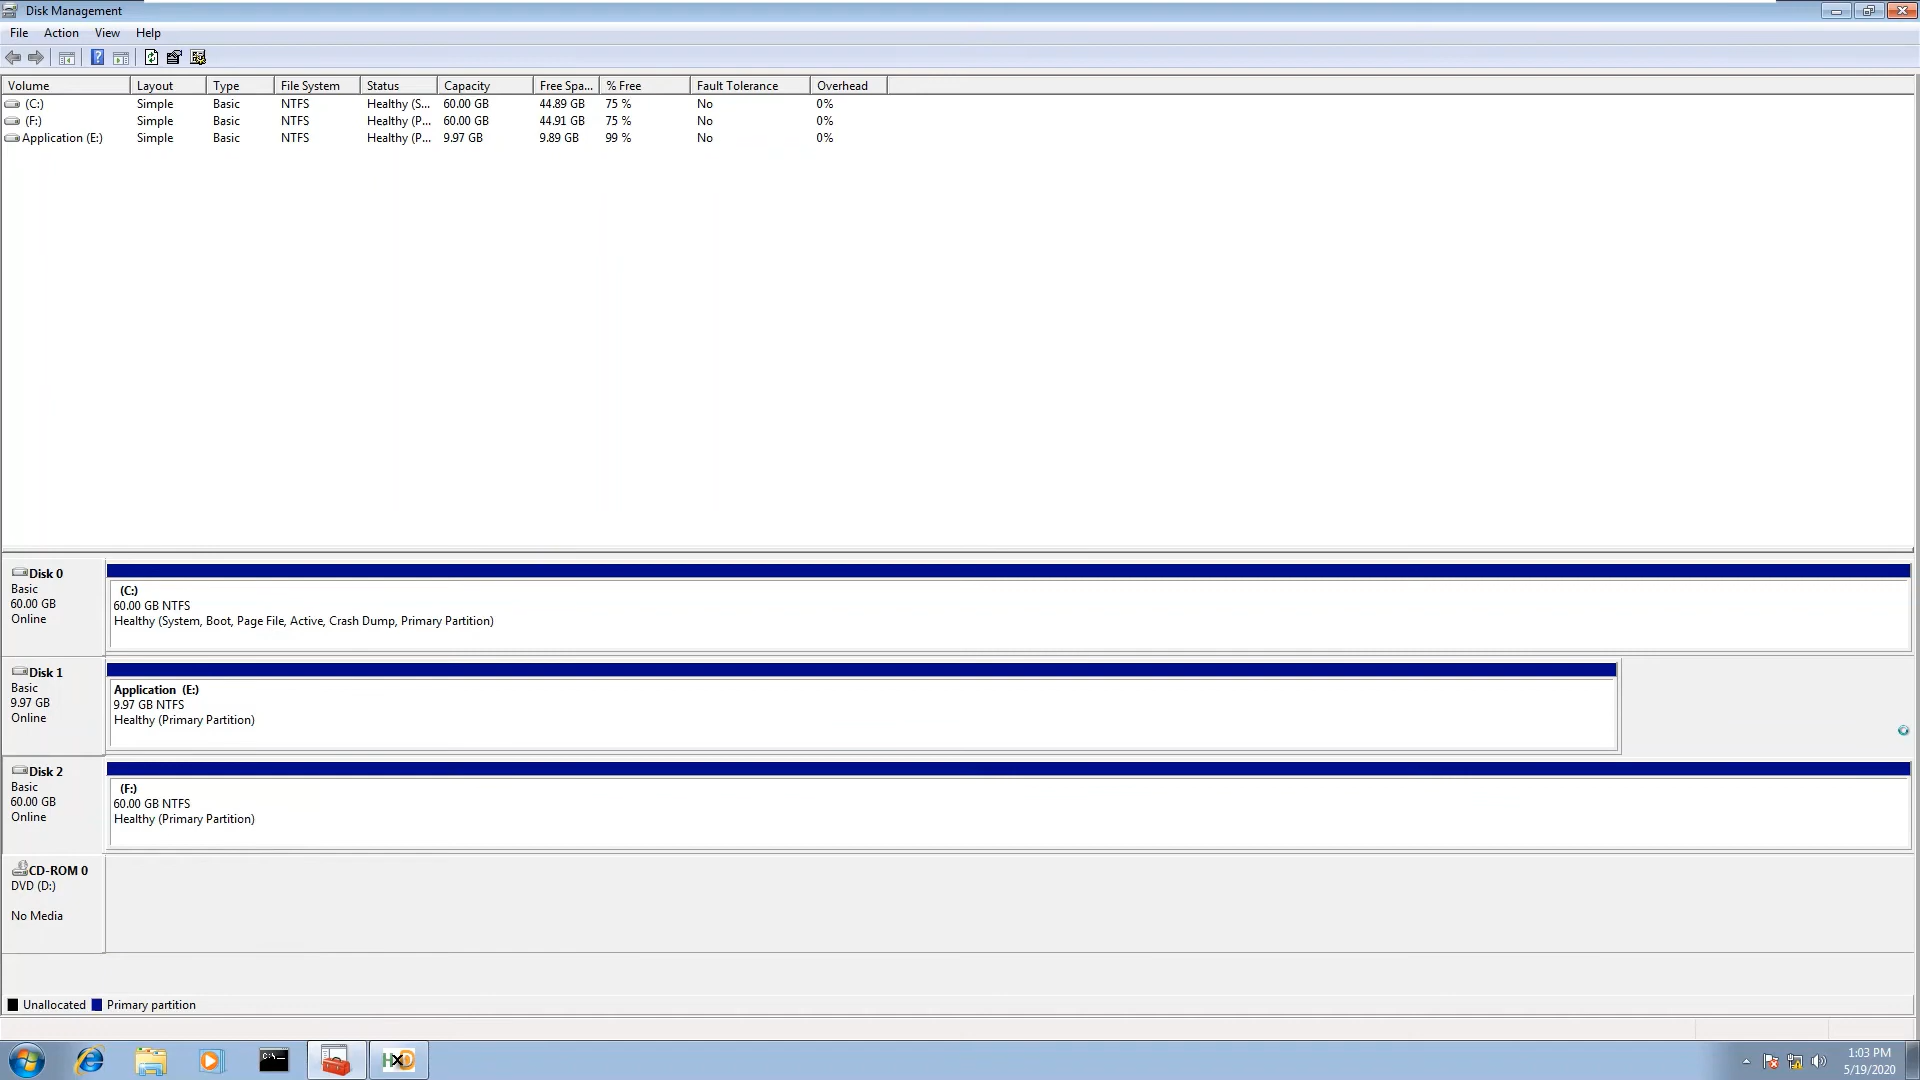 Disk Management
File Action View Help
Volume Layout Type File System Status Capacity Free Spa... % Free Fault Tolerance Overhead
(C:) Simple Basic NTFS Healthy (S... 60.00 GB 44.89 GB 75 % No 0%
(F:) Simple Basic NTFS Healthy (P... 60.00 GB 44.91 GB 75 % No 0%
Application (E:) Simple Basic NTFS Healthy (P... 9.97 GB 9.89 GB 99 % No 0%
Disk 0
Basic
60.00 GB
Online
(C:)
60.00 GB NTFS
Healthy (System, Boot, Page File, Active, Crash Dump, Primary Partition)
Disk 1
Basic
9.97 GB
Online
Application (E:)
9.97 GB NTFS
Healthy (Primary Partition)
Disk 2
Basic
60.00 GB
Online
(F:)
60.00 GB NTFS
Healthy (Primary Partition)
CD-ROM 0
DVD (D:)
No Media
Unallocated Primary partition
C:\
HXD
1:03 PM
5/19/2020